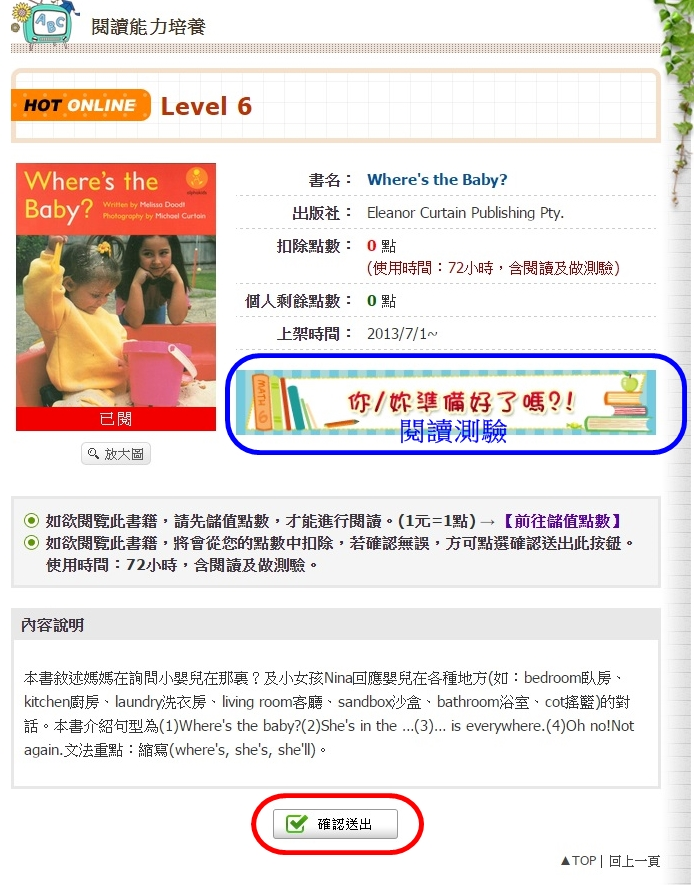 ABC
閱讀能力培養
HOT ONLINE Level 6
Where's the
Baby?
alphakids
Written by Melissa Doodt
Photography by Michael Curtain
已閱
放大圖
書名： Where's the Baby?
出版社： Eleanor Curtain Publishing Pty.
扣除點數： 0 點
(使用時間：72小時，含閱讀及做測驗)
個人剩餘點數： 0 點
上架時間： 2013/7/1~
MATH
你/妳準備好了嗎?!
閱讀測驗
如欲閱覽此書籍，請先儲值點數，才能進行閱讀。(1元=1點)→【前往儲值點數】
如欲閱覽此書籍，將會從您的點數中扣除，若確認無誤，方可點選確認送出此按鈕。
使用時間：72小時，含閱讀及做測驗。
內容說明
本書敘述媽媽在詢問小嬰兒在那裏？及小女孩Nina回應嬰兒在各種地方(如：bedroom臥房、
kitchen廚房、laundry洗衣房、living room客廳、sandbox沙盒、bathroom浴室、cot搖籃)的對
話。本書介紹句型為(1)Where's the baby?(2)She's in the ...(3)... is everywhere.(4)Oh no!Not
again.文法重點：縮寫(where's, she's, she'll)。
確認送出
▲TOP | 回上一頁